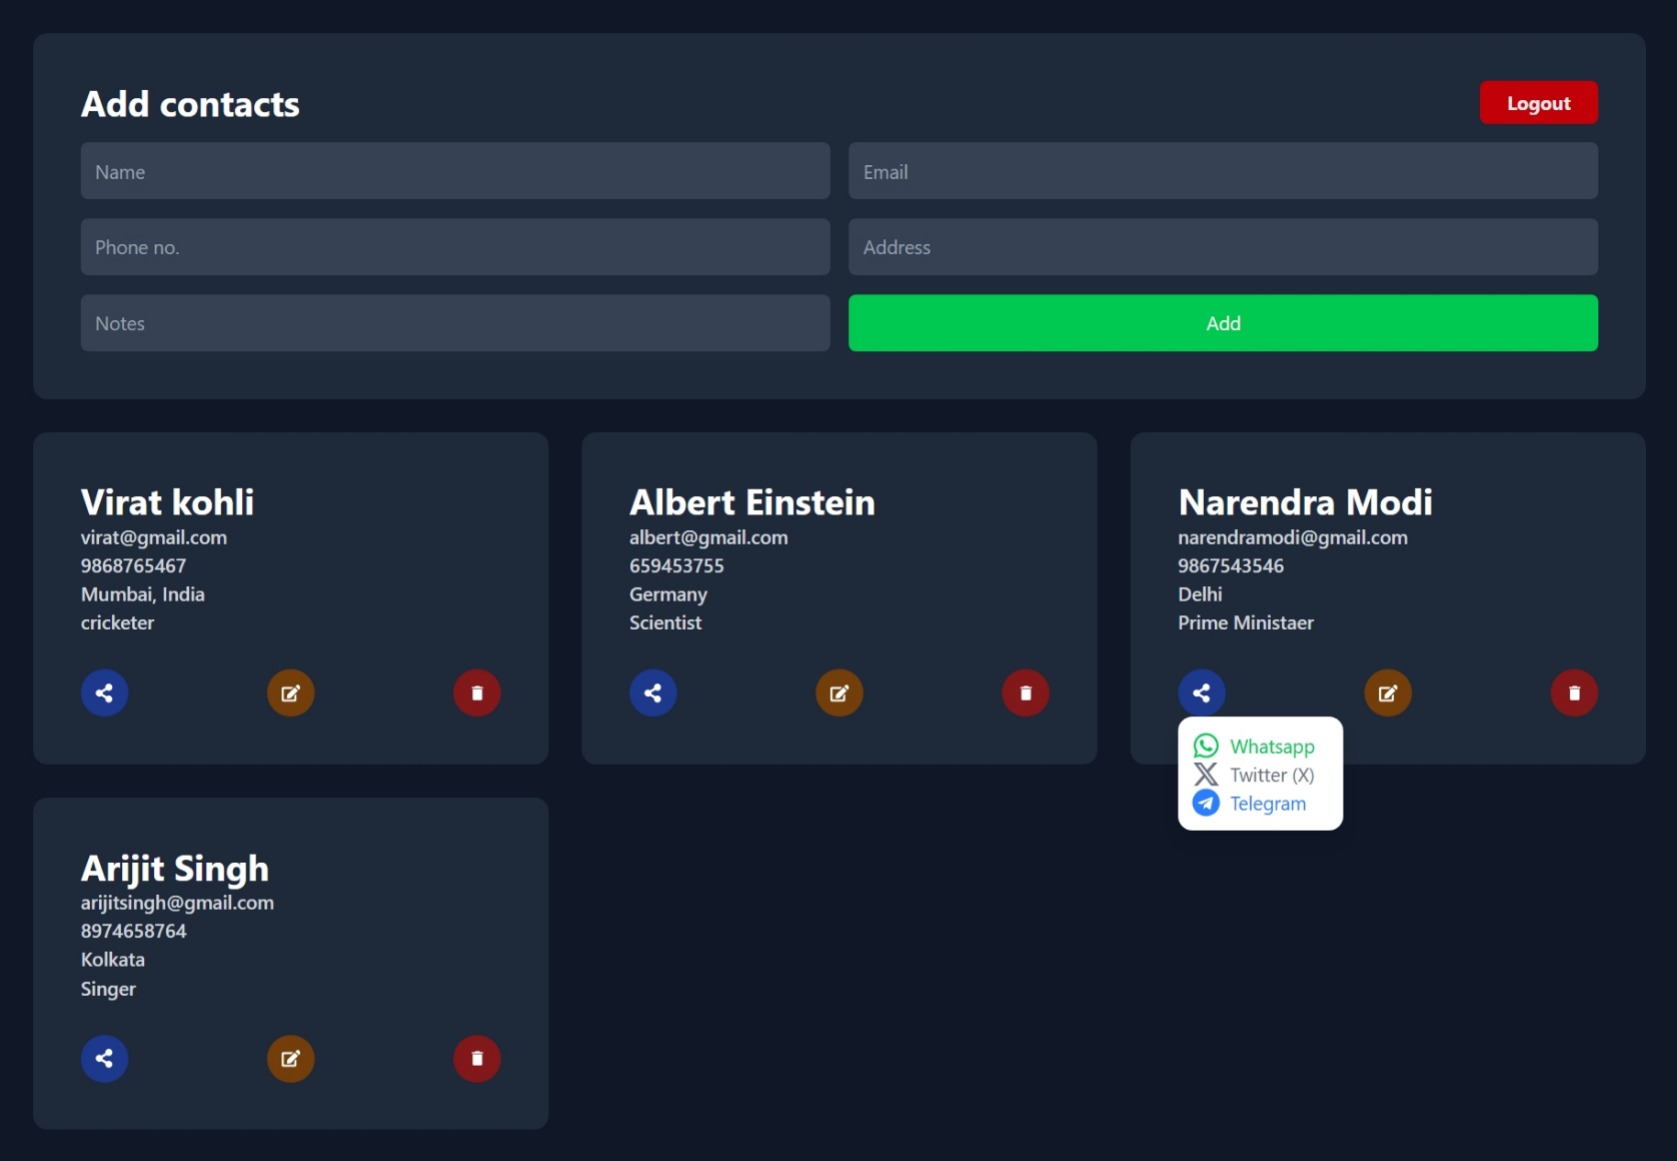 Add contacts
Logout
Name
Email
Phone no.
Address
Notes
Add
Virat kohli
virat@gmail.com
9868765467
Mumbai, India
cricketer
Albert Einstein
albert@gmail.com
659453755
Germany
Scientist
Narendra Modi
narendramodi@gmail.com
9867543546
Delhi
Prime Ministaer
Whatsapp
Twitter (X)
Telegram
Arijit Singh
arijitsingh@gmail.com
8974658764
Kolkata
Singer